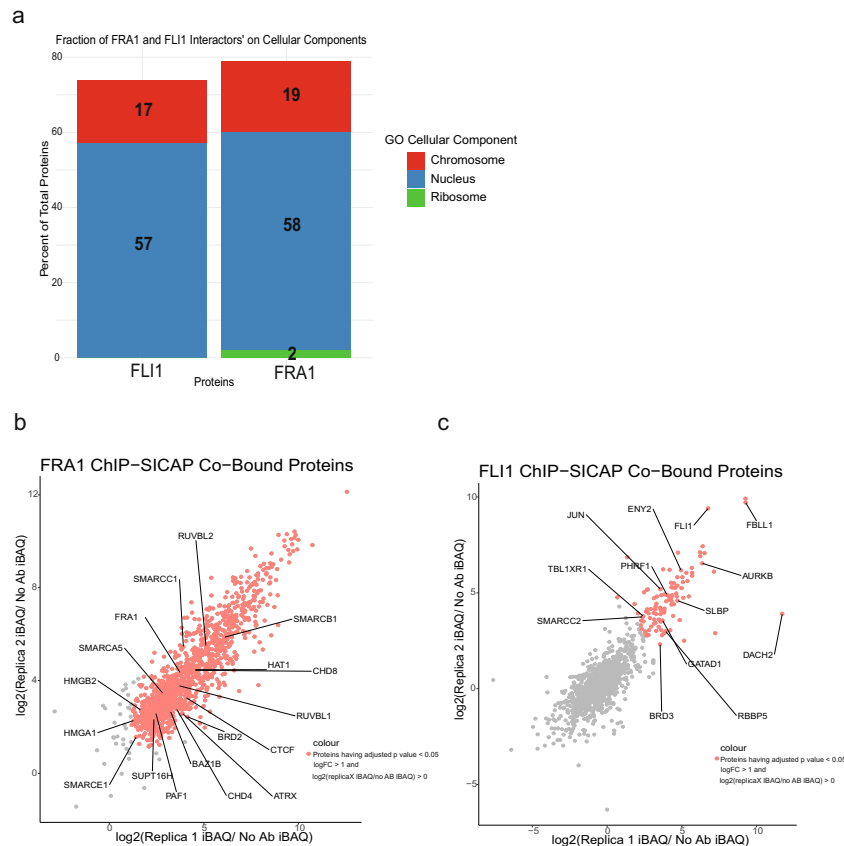 a
Fraction of FRA1 and FLI1 Interactors' on Cellular Components
Percent of Total Proteins
80
60
40
20
0
17
57
19
58
2
FLI1
FRA1
Proteins
GO Cellular Component
Chromosome
Nucleus
Ribosome
b
FRA1 ChIP−SICAP Co-Bound Proteins
log2(Replica 2 iBAQ/ No Ab iBAQ)
12
8
4
0
RUVBL2
SMARCC1
FRA1
SMARCA5
HMGB2
HMGA1
SMARCE1
SUPT16H
PAF1
BAZ1B
CHD4
BRD2
ATRX
CTCF
RUVBL1
CHD8
HAT1
SMARCB1
colour
Proteins having adjusted p value < 0.05
logFC > 1 and
log2(replicaX IBAQ/no AB IBAQ) > 0
0
5
10
log2(Replica 1 iBAQ/ No Ab iBAQ)
c
FLI1 ChIP−SICAP Co-Bound Proteins
log2(Replica 2 iBAQ/ No Ab iBAQ)
10
5
0
−5
JUN
ENY2
FLI1
FBLL1
TBL1XR1
PHRF1
AURKB
SLBP
SMARCC2
DACH2
GATAD1
BRD3
RBBP5
colour
Proteins having adjusted p value < 0.05
logFC > 1 and
log2(replicaX IBAQ/no AB IBAQ) > 0
−5
0
5
10
log2(Replica 1 iBAQ/ No Ab iBAQ)